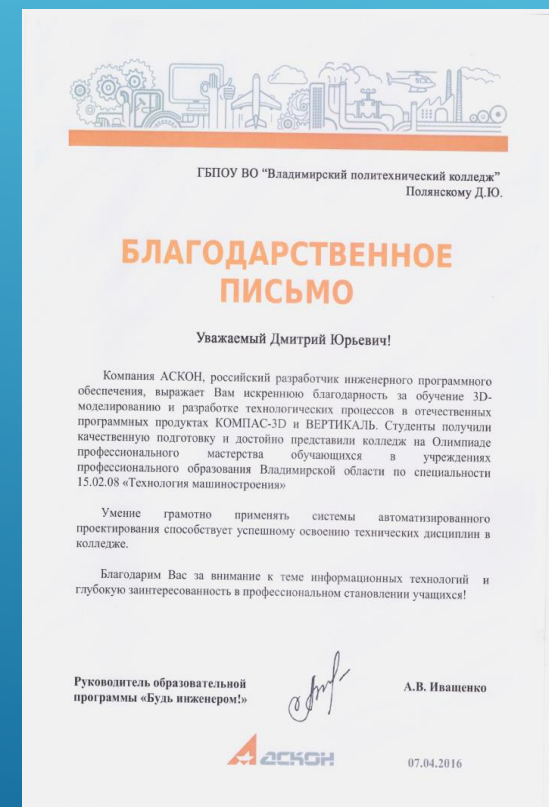 ГБПОУ ВО "Владимирский политехнический колледж"
Полянскому Д.Ю.
БЛАГОДАРСТВЕННОЕ
ПИСЬМО
Уважаемый Дмитрий Юрьевич!
Компания АСКОН, российский разработчик инженерного программного
обеспечения, выражает Вам искреннюю благодарность за обучение 3D-
моделированию и разработке технологических процессов в отечественных
программных продуктах КОМПАС-3D и ВЕРТИКАЛЬ. Студенты получили
качественную подготовку и достойно представили колледж на Олимпиаде
профессионального мастерства обучающихся в учреждениях
профессионального образования Владимирской области по специальности
15.02.08 «Технология машиностроения»
Умение грамотно применять системы автоматизированного
проектирования способствует успешному освоению технических дисциплин в
колледже.
Благодарим Вас за внимание к теме информационных технологий и
глубокую заинтересованность в профессиональном становлении учащихся!
Руководитель образовательной
программы «Будь инженером!»
А.В. Иващенко
АСКОН
07.04.2016